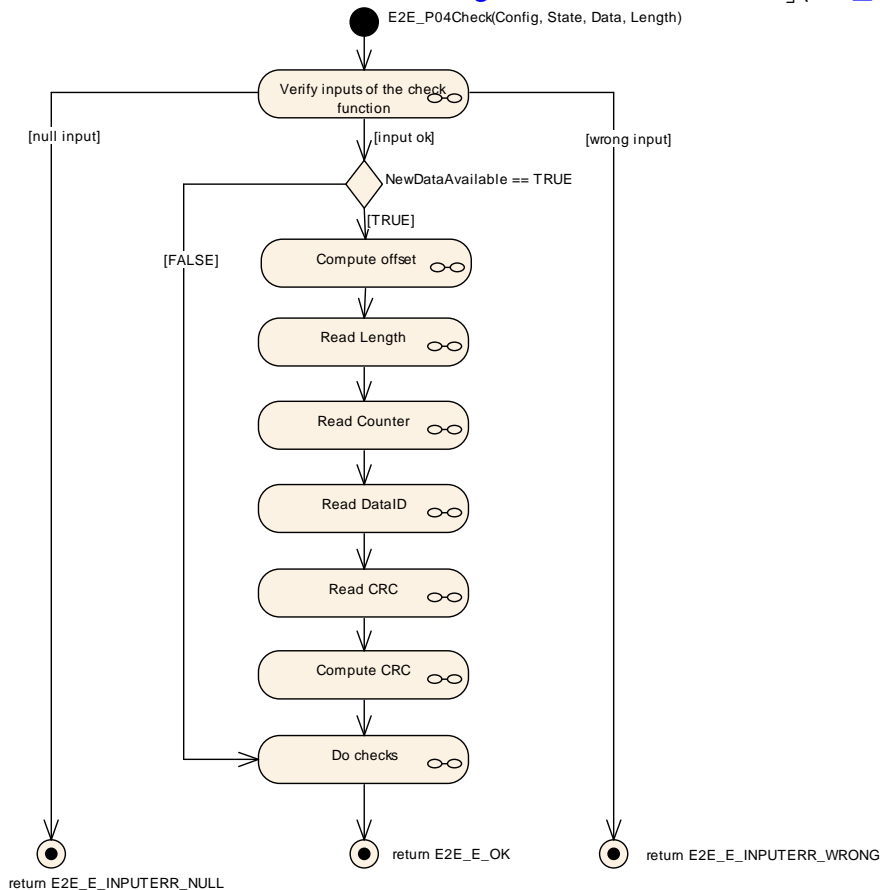 E2E_P04Check(Config, State, Data, Length)
Verify inputs of the check
function
[null input]
[input ok]
[wrong input]
NewDataAvailable == TRUE
[TRUE]
[FALSE]
Compute offset
Read Length
Read Counter
Read DataID
Read CRC
Compute CRC
Do checks
return E2E_E_OK
return E2E_E_INPUTERR_WRONG
return E2E_E_INPUTERR_NULL